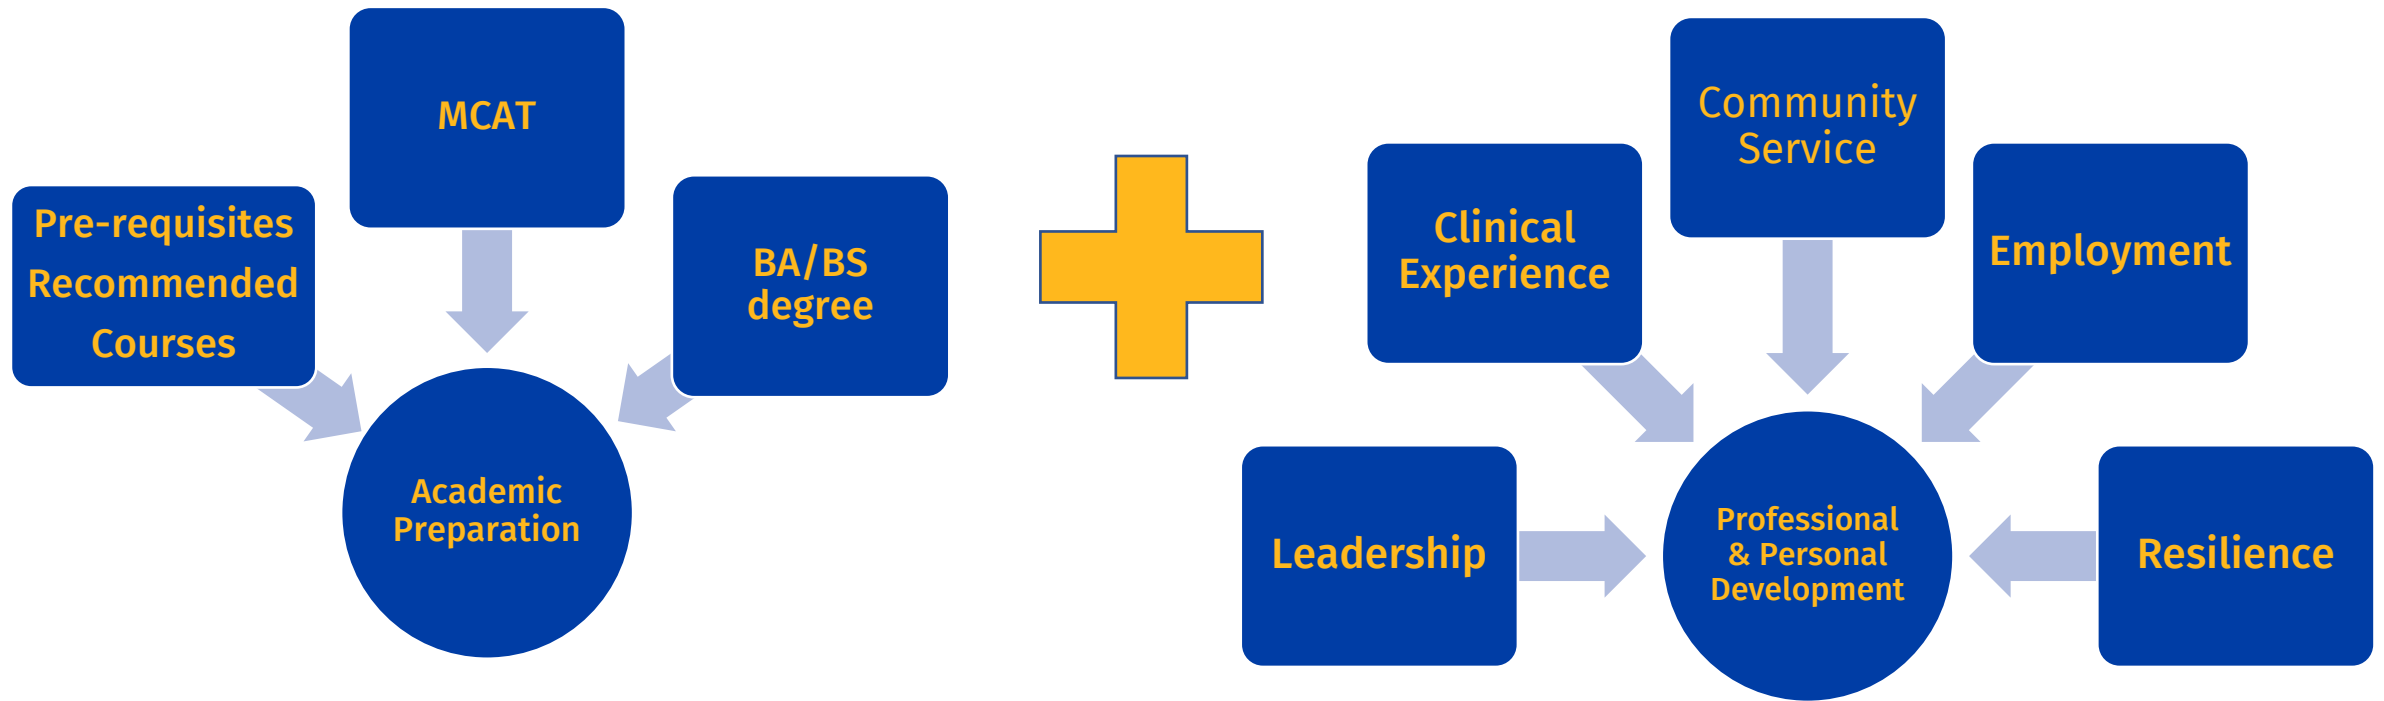 MCAT
Pre-requisites
Recommended
Courses
BA/BS
degree
Academic
Preparation
Community
Service
Clinical
Experience
Employment
Leadership
Professional
& Personal
Development
Resilience